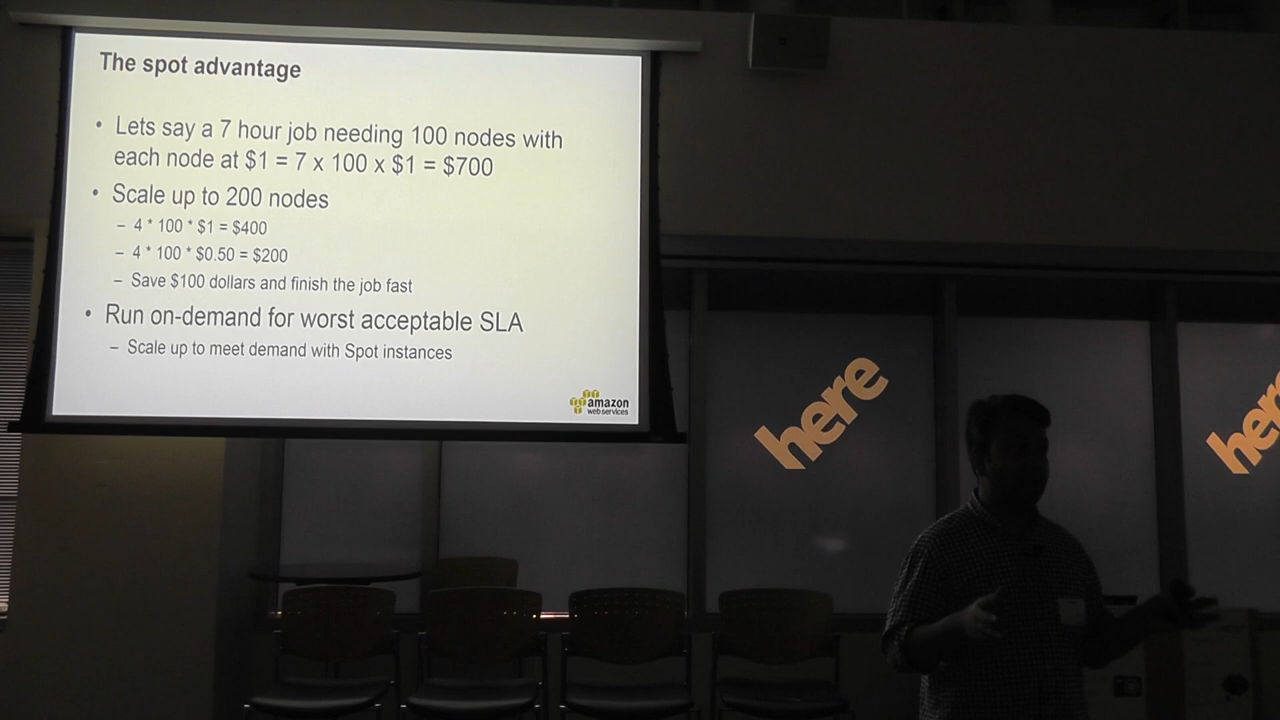 The spot advantage
• Lets say a 7 hour job needing 100 nodes with
each node at $1 = 7 x 100 x $1 = $700
• Scale up to 200 nodes
– 4 * 100 * $1 = $400
– 4 * 100 * $0.50 = $200
– Save $100 dollars and finish the job fast
• Run on-demand for worst acceptable SLA
– Scale up to meet demand with Spot instances
amazon
web services
here
her